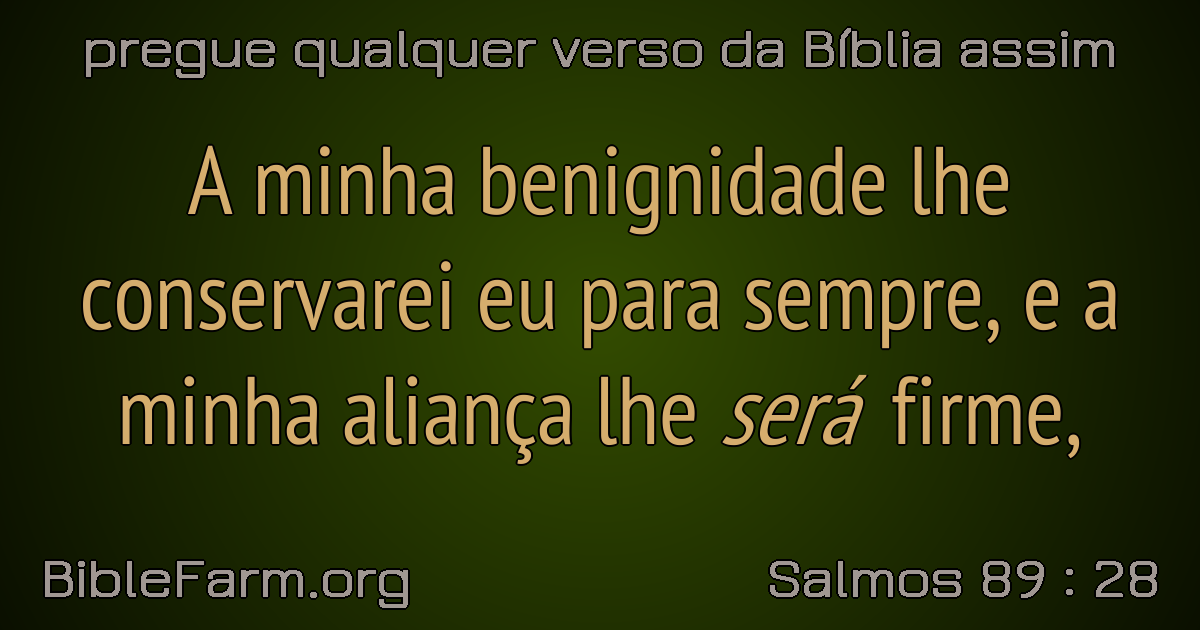 pregue qualquer verso da Bíblia assim
A minha benignidade lhe
conservarei eu para sempre, e a
minha aliança lhe será firme,
BibleFarm.org
Salmos 89 : 28